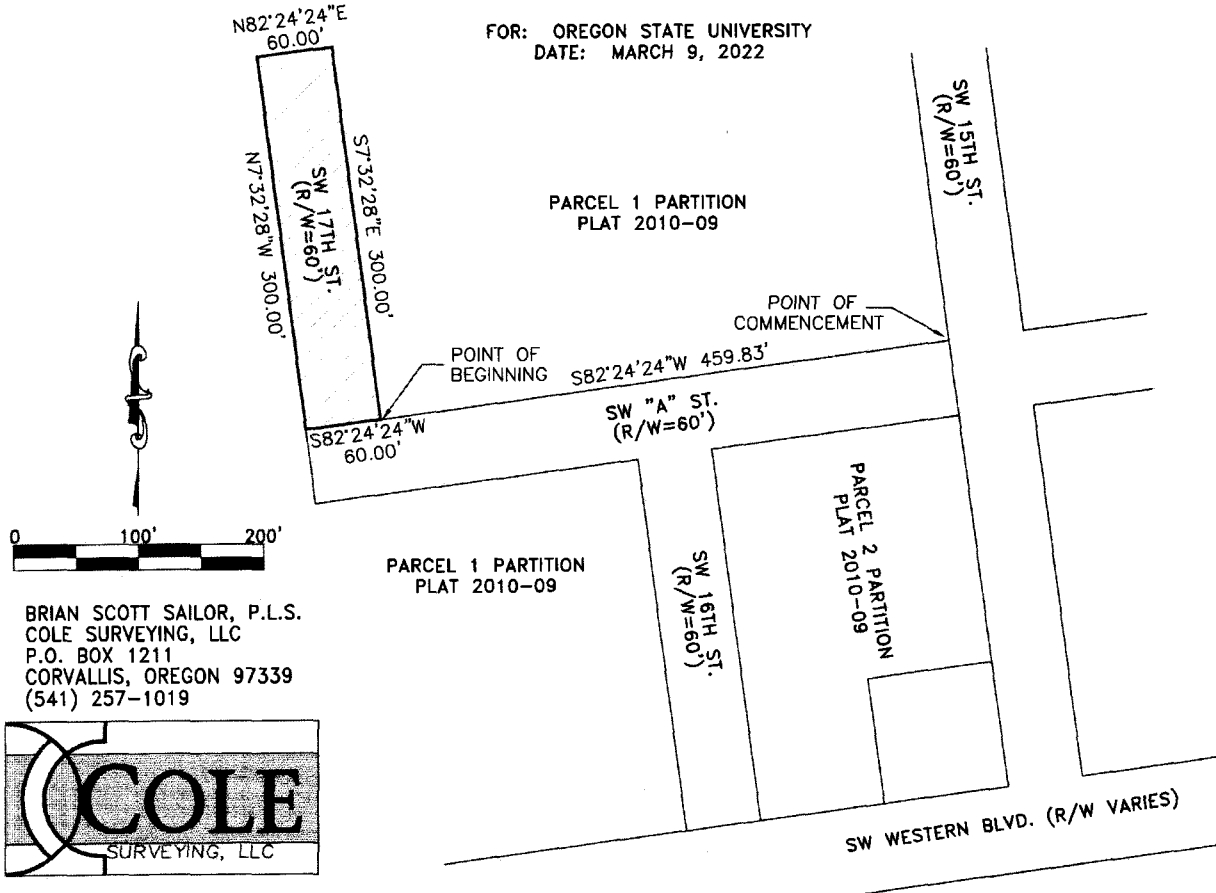 N82°24'24"E
60.00'
FOR: OREGON STATE UNIVERSITY
DATE: MARCH 9, 2022
SW 15TH ST.
(R/W=60')
N7°32'28"W 300.00'
SW 17TH ST.
(R/W=60')
S7°32'28"E 300.00'
PARCEL 1 PARTITION
PLAT 2010-09
POINT OF
COMMENCEMENT
POINT OF
BEGINNING
S82°24'24"W 459.83'
S82°24'24"W
60.00'
SW "A" ST.
(R/W=60')
0 100' 200'
PARCEL 1 PARTITION
PLAT 2010-09
SW 16TH ST.
(R/W=60')
PARCEL 2 PARTITION
PLAT 2010-09
BRIAN SCOTT SAILOR, P.L.S.
COLE SURVEYING, LLC
P.O. BOX 1211
CORVALLIS, OREGON 97339
(541) 257-1019
COLE
SURVEYING, LLC
SW WESTERN BLVD. (R/W VARIES)